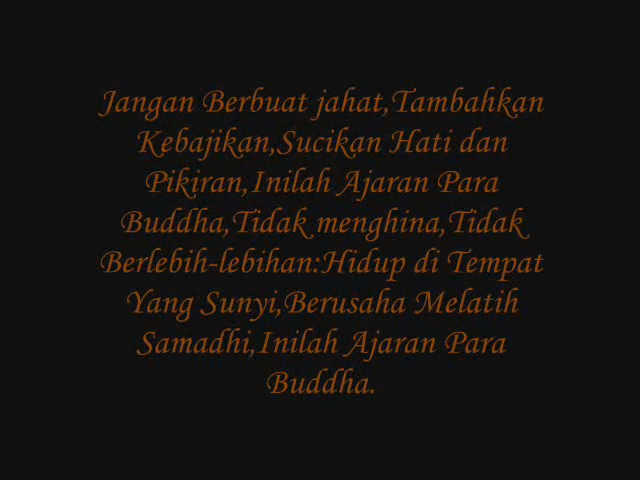 Jangan Berbuat jahat,Tambahkan
Kebajikan,Sucikan Hati dan
Pikiran,Inilah Ajaran Para
Buddha,Tidak menghina,Tidak
Berlebih-lebihan:Hidup di Tempat
Yang Sunyi,Berusaha Melatih
Samadhi,Inilah Ajaran Para
Buddha.